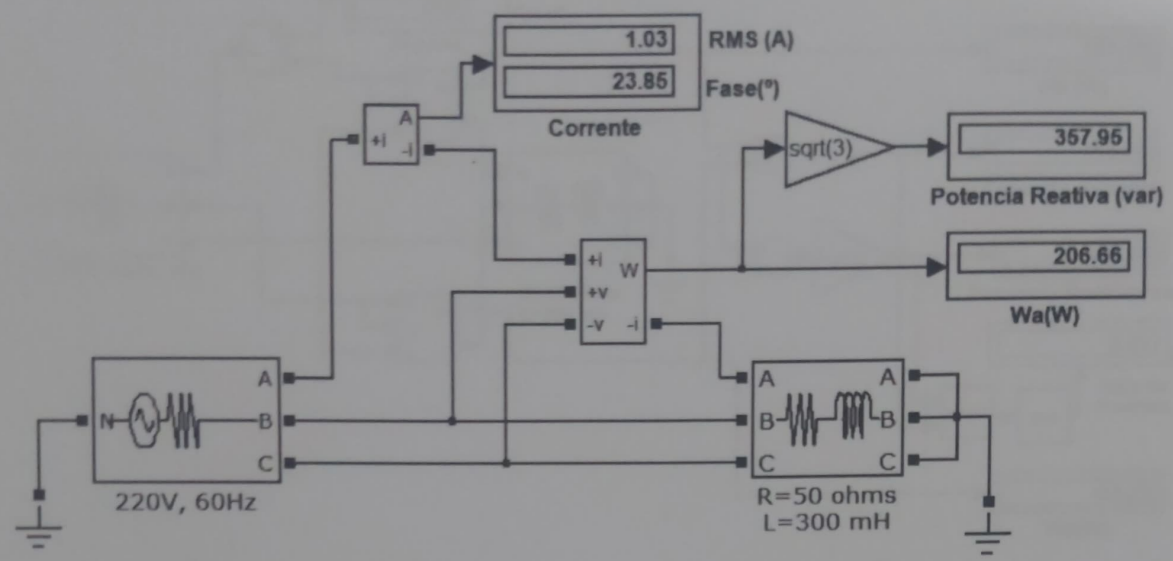 1.03 RMS (A)
23.85 Fase(º)
Corrente
A
+i
-i
sqrt(3)
357.95
Potencia Reativa (var)
+i
W
+v
-v
-i
206.66
Wa(W)
A
N
B
C
220V, 60Hz
A A
B B
C C
R=50 ohms
L=300 mH